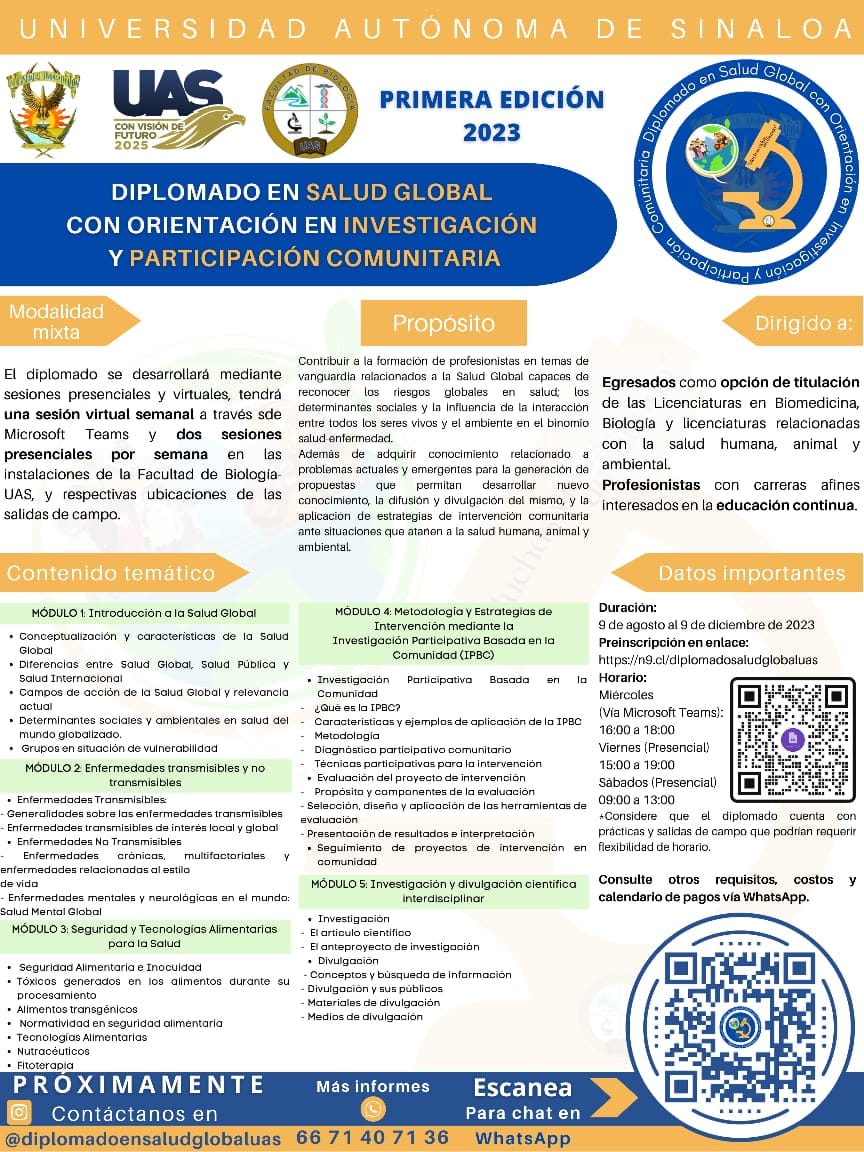 UNIVERSIDAD AUTÓNOMA DE SINALOA
UAS
CON VISIÓN DE
FUTURO
2025
FACULTAD DE BIOLOGÍA
UAS
PRIMERA EDICIÓN
2023
Diplomado en Salud Global con Orientación en Investigación y Participación Comunitaria
DIPLOMADO EN SALUD GLOBAL
CON ORIENTACIÓN EN INVESTIGACIÓN
Y PARTICIPACIÓN COMUNITARIA
Modalidad
mixta
El diplomado se desarrollará mediante
sesiones presenciales y virtuales, tendrá
una sesión virtual semanal a través sde
Microsoft Teams y dos sesiones
presenciales por semana en las
instalaciones de la Facultad de Biología-
UAS, y respectivas ubicaciones de las
salidas de campo.
Propósito
Contribuir a la formación de profesionistas en temas de
vanguardia relacionados a la Salud Global capaces de
reconocer los riesgos globales en salud; los
determinantes sociales y la influencia de la interacción
entre todos los seres vivos y el ambiente en el binomio
salud-enfermedad.
Además de adquirir conocimiento relacionado a
problemas actuales y emergentes para la generación de
propuestas que permitan desarrollar nuevo
conocimiento, la difusión y divulgación del mismo, y la
aplicación de estrategias de intervención comunitaria
ante situaciones que atanen a la salud humana, animal y
ambiental.
Dirigido a:
Egresados como opción de titulación
de las Licenciaturas en Biomedicina,
Biología y licenciaturas relacionadas
con la salud humana, animal y
ambiental.
Profesionistas con carreras afines
interesados en la educación continua.
Contenido temático
MÓDULO 1: Introducción a la Salud Global
• Conceptualización y características de la Salud
Global
• Diferencias entre Salud Global, Salud Pública y
Salud Internacional
• Campos de acción de la Salud Global y relevancia
actual
• Determinantes sociales y ambientales en salud del
mundo globalizado.
• Grupos en situación de vulnerabilidad
MÓDULO 2: Enfermedades transmisibles y no
transmisibles
• Enfermedades Transmisibles:
- Generalidades sobre las enfermedades transmisibles
- Enfermedades transmisibles de interés local y global
• Enfermedades No Transmisibles
- Enfermedades crónicas, multifactoriales y
enfermedades relacionadas al estilo
de vida
- Enfermedades mentales y neurológicas en el mundo:
Salud Mental Global
MÓDULO 3: Seguridad y Tecnologías Alimentarias
para la Salud
• Seguridad Alimentaria e Inocuidad
• Tóxicos generados en los alimentos durante su
procesamiento
• Alimentos transgénicos
• Normatividad en seguridad alimentaria
• Tecnologías Alimentarias
• Nutracéuticos
• Fitoterapia
MÓDULO 4: Metodología y Estrategias de
Intervención mediante la
Investigación Participativa Basada en la
Comunidad (IPBC)
• Investigación Participativa Basada en la
Comunidad
- ¿Qué es la IPBC?
- Características y ejemplos de aplicación de la IPBC
- Metodología
- Diagnóstico participativo comunitario
- Técnicas participativas para la intervención
• Evaluación del proyecto de intervención
- Propósito y componentes de la evaluación
- Selección, diseño y aplicación de las herramientas de
evaluación
- Presentación de resultados e interpretación
• Seguimiento de proyectos de intervención en
comunidad
MÓDULO 5: Investigación y divulgación científica
interdisciplinar
• Investigación
- El artículo científico
- El anteproyecto de investigación
• Divulgación
- Conceptos y búsqueda de información
- Divulgación y sus públicos
- Materiales de divulgación
- Medios de divulgación
Datos importantes
Duración:
9 de agosto al 9 de diciembre de 2023
Preinscripción en enlace:
https://n9.cl/diplomadosaludglobaluas
Horario:
Miércoles
(Vía Microsoft Teams):
16:00 a 18:00
Viernes (Presencial)
15:00 a 19:00
Sábados (Presencial)
09:00 a 13:00
*Considere que el diplomado cuenta con
prácticas y salidas de campo que podrían requerir
flexibilidad de horario.
Consulte otros requisitos, costos y
calendario de pagos vía WhatsApp.
PRÓXIMAMENTE
Contáctanos en
@diplomadoensaludglobaluas
Más informes
66 71 40 71 36
Escanea
Para chat en
WhatsApp